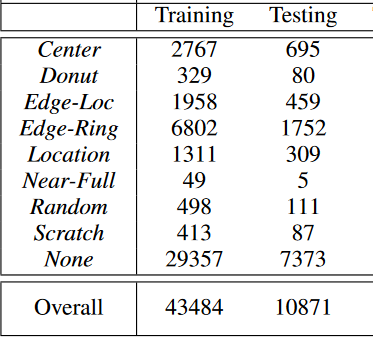 Training Testing
Center 2767 695
Donut 329 80
Edge-Loc 1958 459
Edge-Ring 6802 1752
Location 1311 309
Near-Full 49 5
Random 498 111
Scratch 413 87
None 29357 7373
Overall 43484 10871